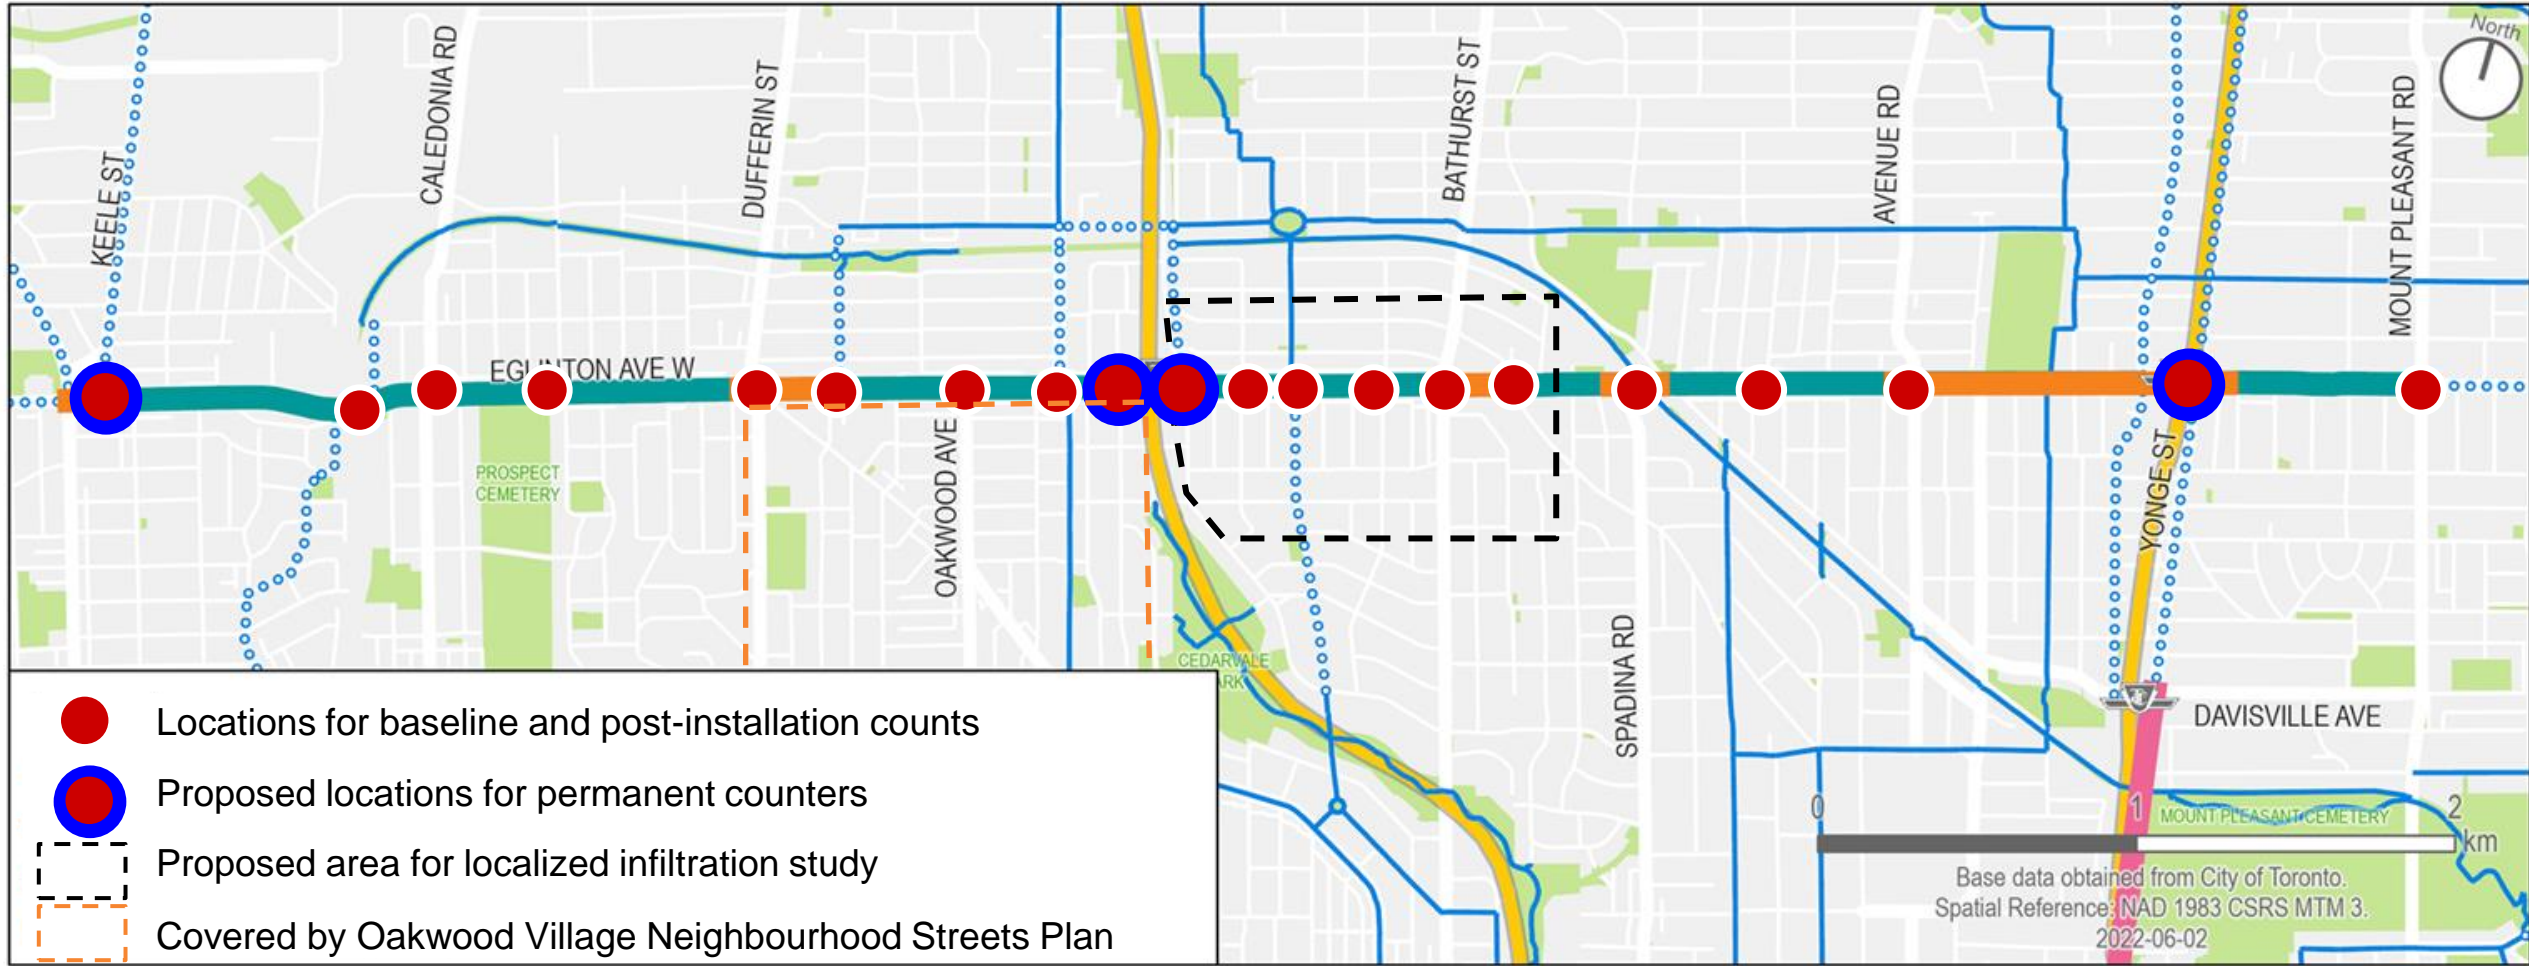 North
KEELE ST
CALEDONIA RD
DUFFERIN ST
BATHURST ST
AVENUE RD
MOUNT PLEASANT RD
EGLINTON AVE W
PROSPECT
CEMETERY
OAKWOOD AVE
YONGE ST
SPADINA RD
CEDARVALE
DAVISVILLE AVE
Locations for baseline and post-installation counts
Proposed locations for permanent counters
Proposed area for localized infiltration study
Covered by Oakwood Village Neighbourhood Streets Plan
0 1 2
km
MOUNT PLEASANT CEMETERY
Base data obtained from City of Toronto.
Spatial Reference: NAD 1983 CSRS MTM 3.
2022-06-02